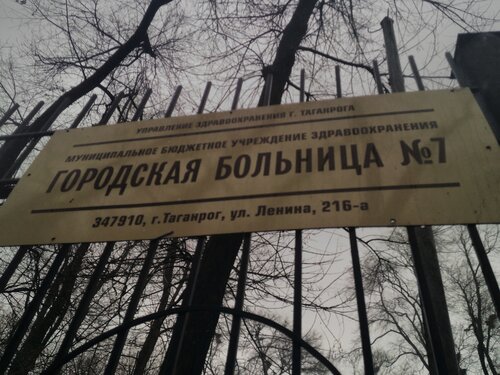 УПРАВЛЕНИЕ ЗДРАВООХРАНЕНИЯ Г. ТАГАНРОГА
МУНИЦИПАЛЬНОЕ БЮДЖЕТНОЕ УЧРЕЖДЕНИЕ ЗДРАВООХРАНЕНИЯ
ГОРОДСКАЯ БОЛЬНИЦА №7
347910, г.Таганрог, ул. Ленина, 216-а